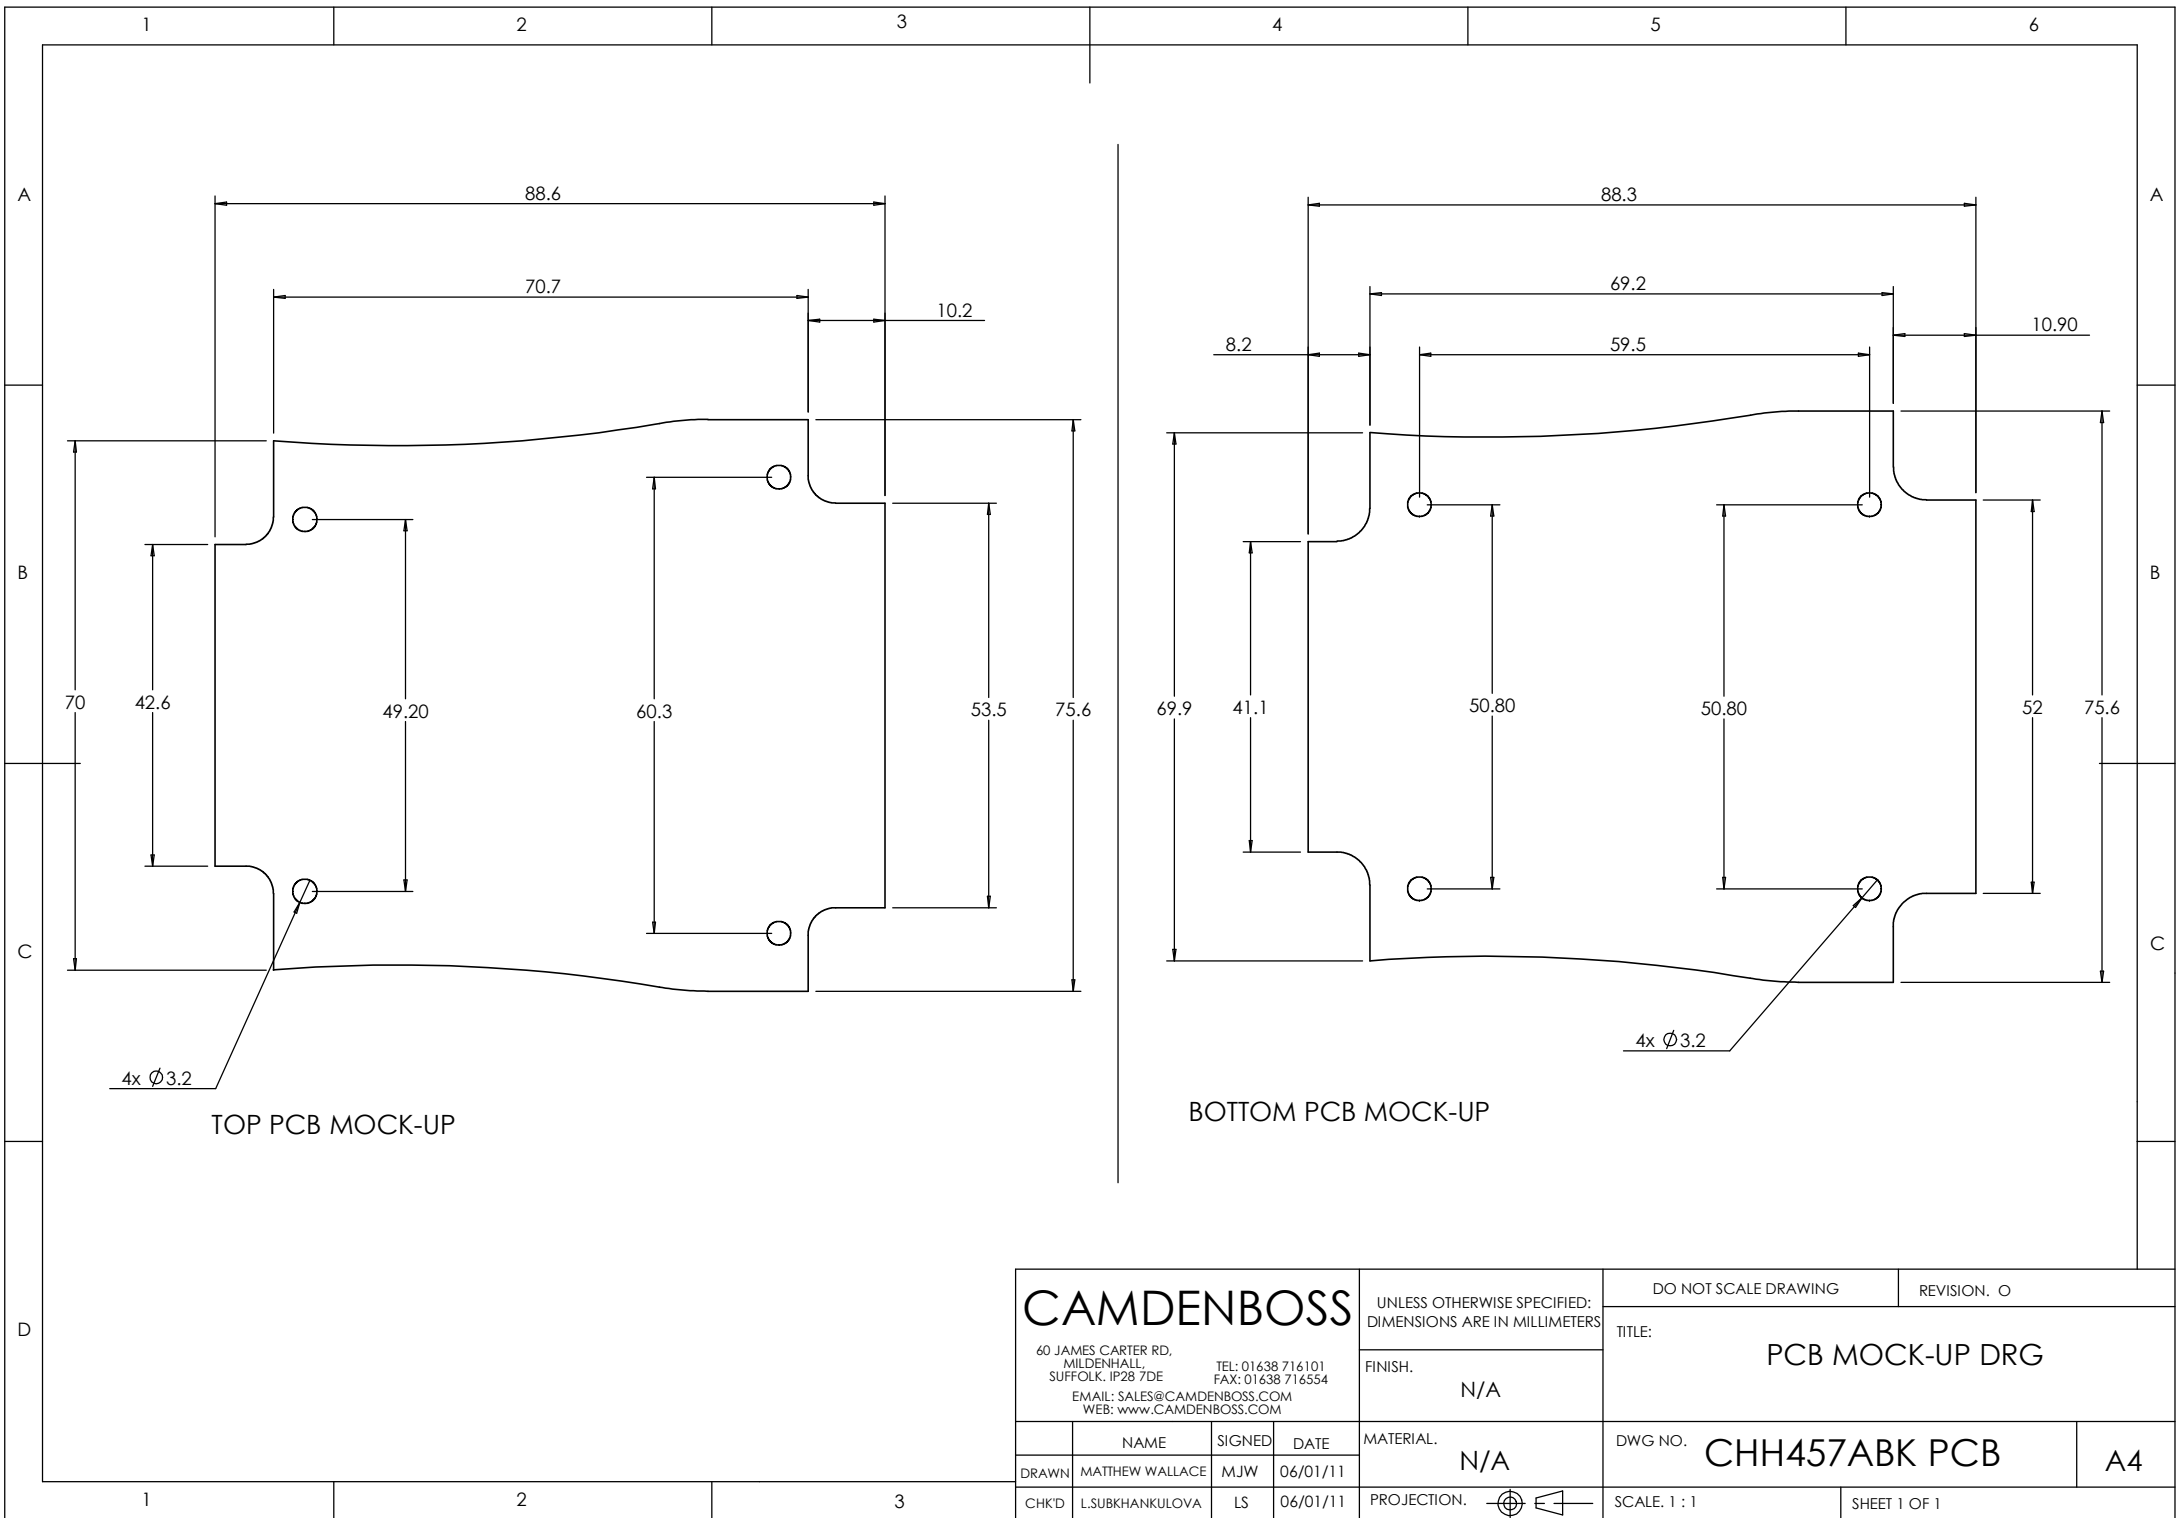 1 2 3 4 5 6
A A
88.6
88.3
70.7
69.2
10.2
10.90
8.2
59.5
B B
70
42.6
49.20
60.3
53.5
75.6
69.9
41.1
50.80
50.80
52
75.6
C C
4x Ø3.2
4x Ø3.2
TOP PCB MOCK-UP
BOTTOM PCB MOCK-UP
D
CAMDENBOSS
60 JAMES CARTER RD,
MILDENHALL,
SUFFOLK. IP28 7DE
TEL: 01638 716101
FAX: 01638 716554
EMAIL: SALES@CAMDENBOSS.COM
WEB: www.CAMDENBOSS.COM
UNLESS OTHERWISE SPECIFIED:
DIMENSIONS ARE IN MILLIMETERS
DO NOT SCALE DRAWING
REVISION. O
TITLE:
PCB MOCK-UP DRG
FINISH.
N/A
NAME SIGNED DATE
DRAWN MATTHEW WALLACE MJW 06/01/11
CHK'D L.SUBKHANKULOVA LS 06/01/11
MATERIAL.
N/A
DWG NO. CHH457ABK PCB
A4
PROJECTION.
SCALE. 1 : 1
SHEET 1 OF 1
1 2 3